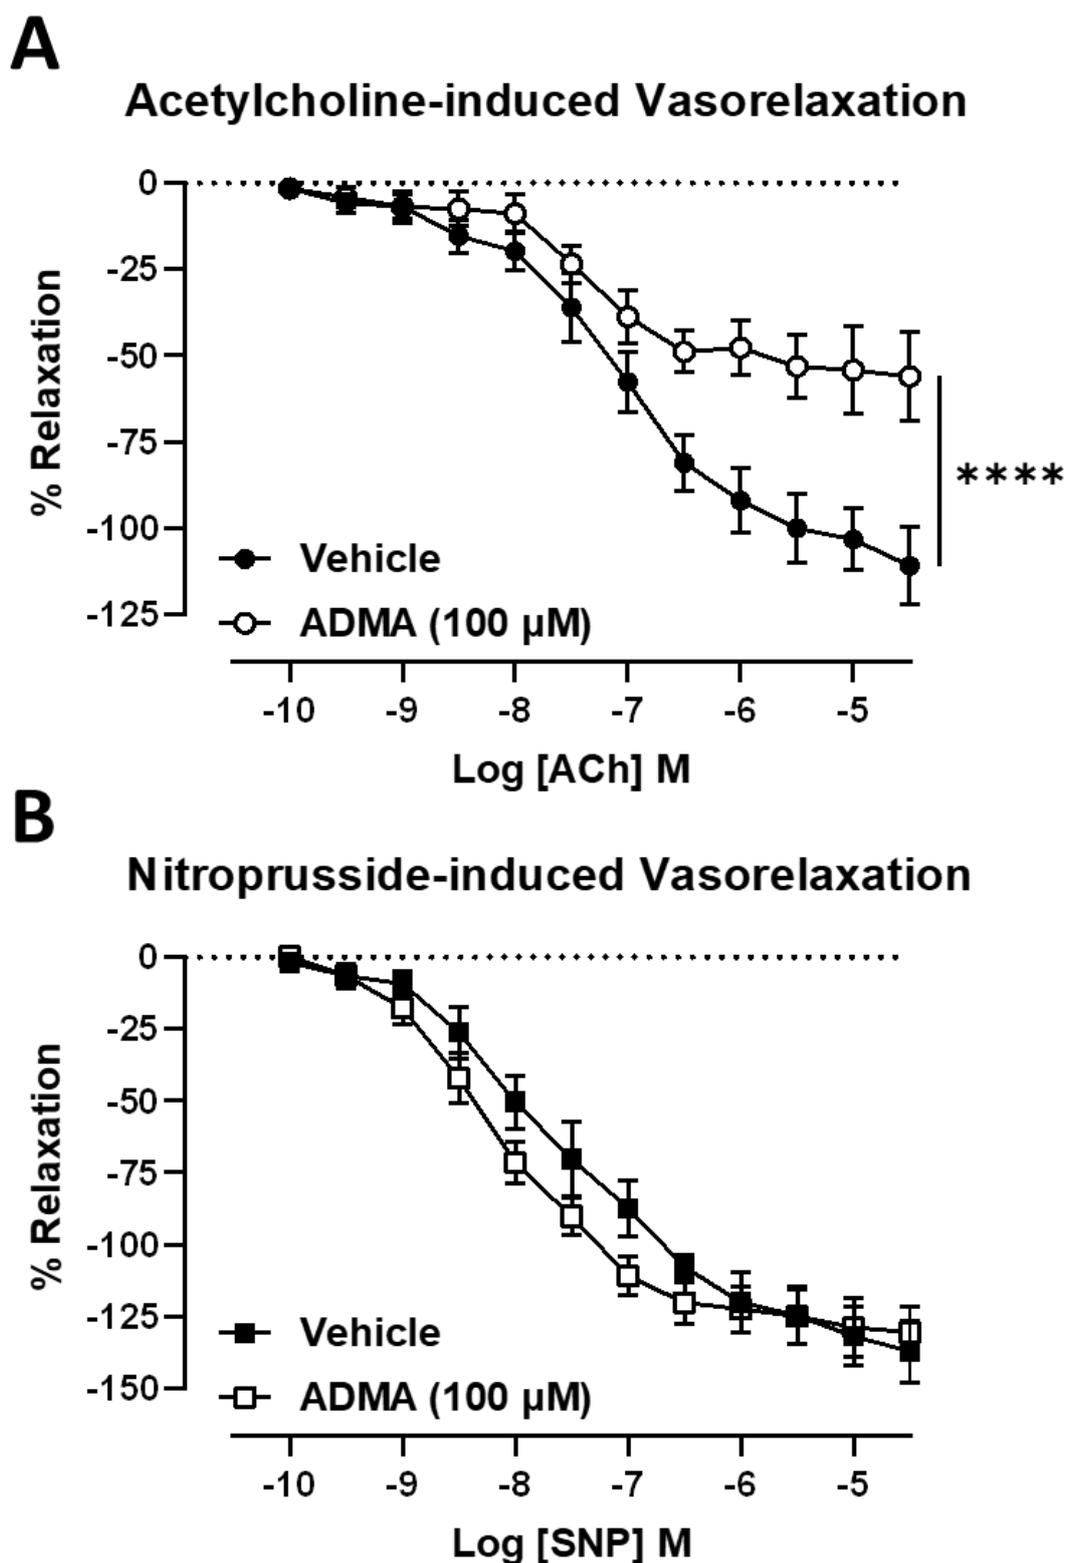 A
Acetylcholine-induced Vasorelaxation
0
-25
-50
-75
-100
-125
% Relaxation
****
Vehicle
ADMA (100 µM)
-10 -9 -8 -7 -6 -5
Log [ACh] M
B
Nitroprusside-induced Vasorelaxation
0
-25
-50
-75
-100
-125
-150
% Relaxation
Vehicle
ADMA (100 µM)
-10 -9 -8 -7 -6 -5
Log [SNP] M